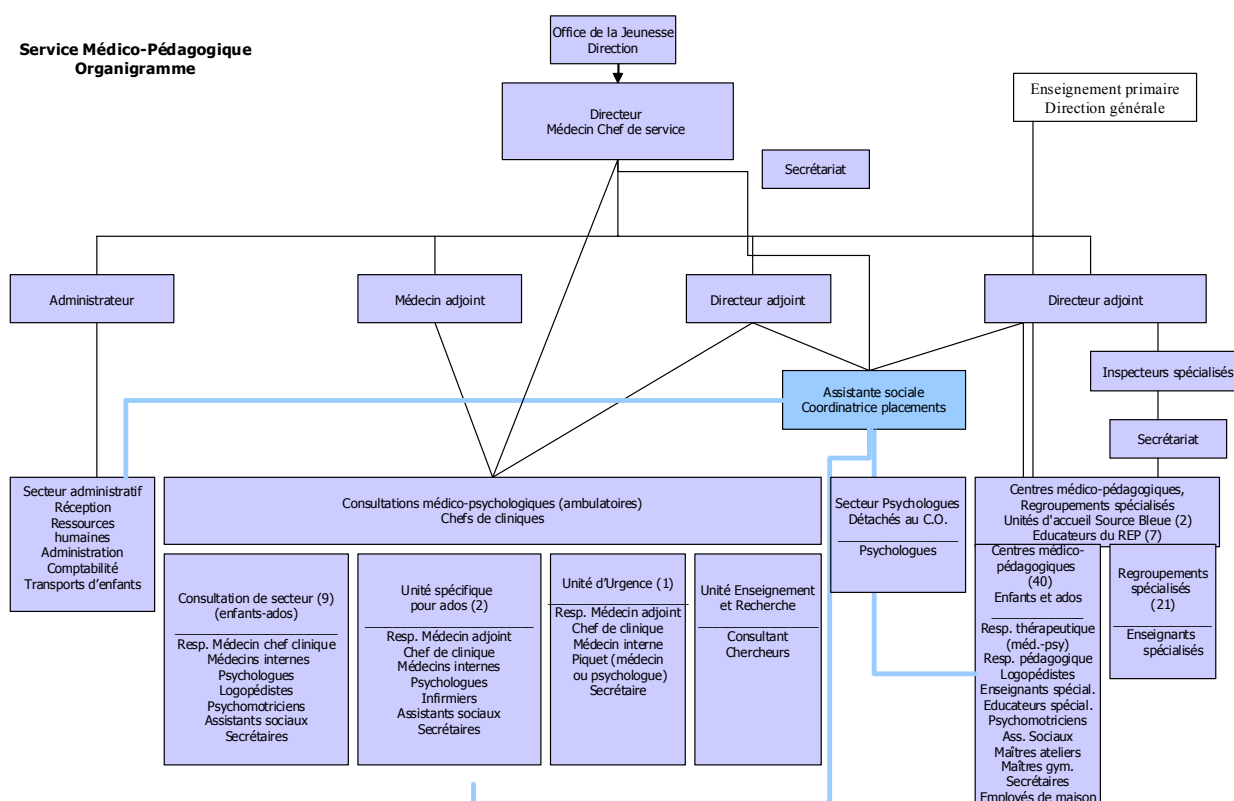 Service Médico-Pédagogique
Organigramme
Office de la Jeunesse
Direction
Enseignement primaire
Direction générale
Directeur
Médecin Chef de service
Secrétariat
Administrateur
Médecin adjoint
Directeur adjoint
Directeur adjoint
Inspecteurs spécialisés
Assistante sociale
Coordinatrice placements
Secrétariat
Secteur administratif
Réception
Ressources
humaines
Administration
Comptabilité
Transports d'enfants
Consultations médico-psychologiques (ambulatoires)
Chefs de cliniques
Secteur Psychologues
Détachés au C.O.
Psychologues
Centres médico-pédagogiques,
Regroupements spécialisés
Unités d'accueil Source Bleue (2)
Educateurs du REP (7)
Consultation de secteur (9)
(enfants-ados)
Resp. Médecin chef clinique
Médecins internes
Psychologues
Logopédistes
Psychomotriciens
Assistants sociaux
Secrétaires
Unité spécifique
pour ados (2)
Resp. Médecin adjoint
Chef de clinique
Médecins internes
Psychologues
Infirmiers
Assistants sociaux
Secrétaires
Unité d'Urgence (1)
Resp. Médecin adjoint
Chef de clinique
Médecin interne
Piquet (médecin
ou psychologue)
Secrétaire
Unité Enseignement
et Recherche
Consultant
Chercheurs
Centres médico-
pédagogiques
(40)
Enfants et ados
Resp. thérapeutique
(méd.-psy)
Resp. pédagogique
Logopédistes
Enseignants spécial.
Educateurs spécial.
Psychomotriciens
Ass. Sociaux
Maîtres ateliers
Maîtres gym.
Secrétaires
Employés de maison
Regroupements
spécialisés
(21)
Enseignants
spécialisés